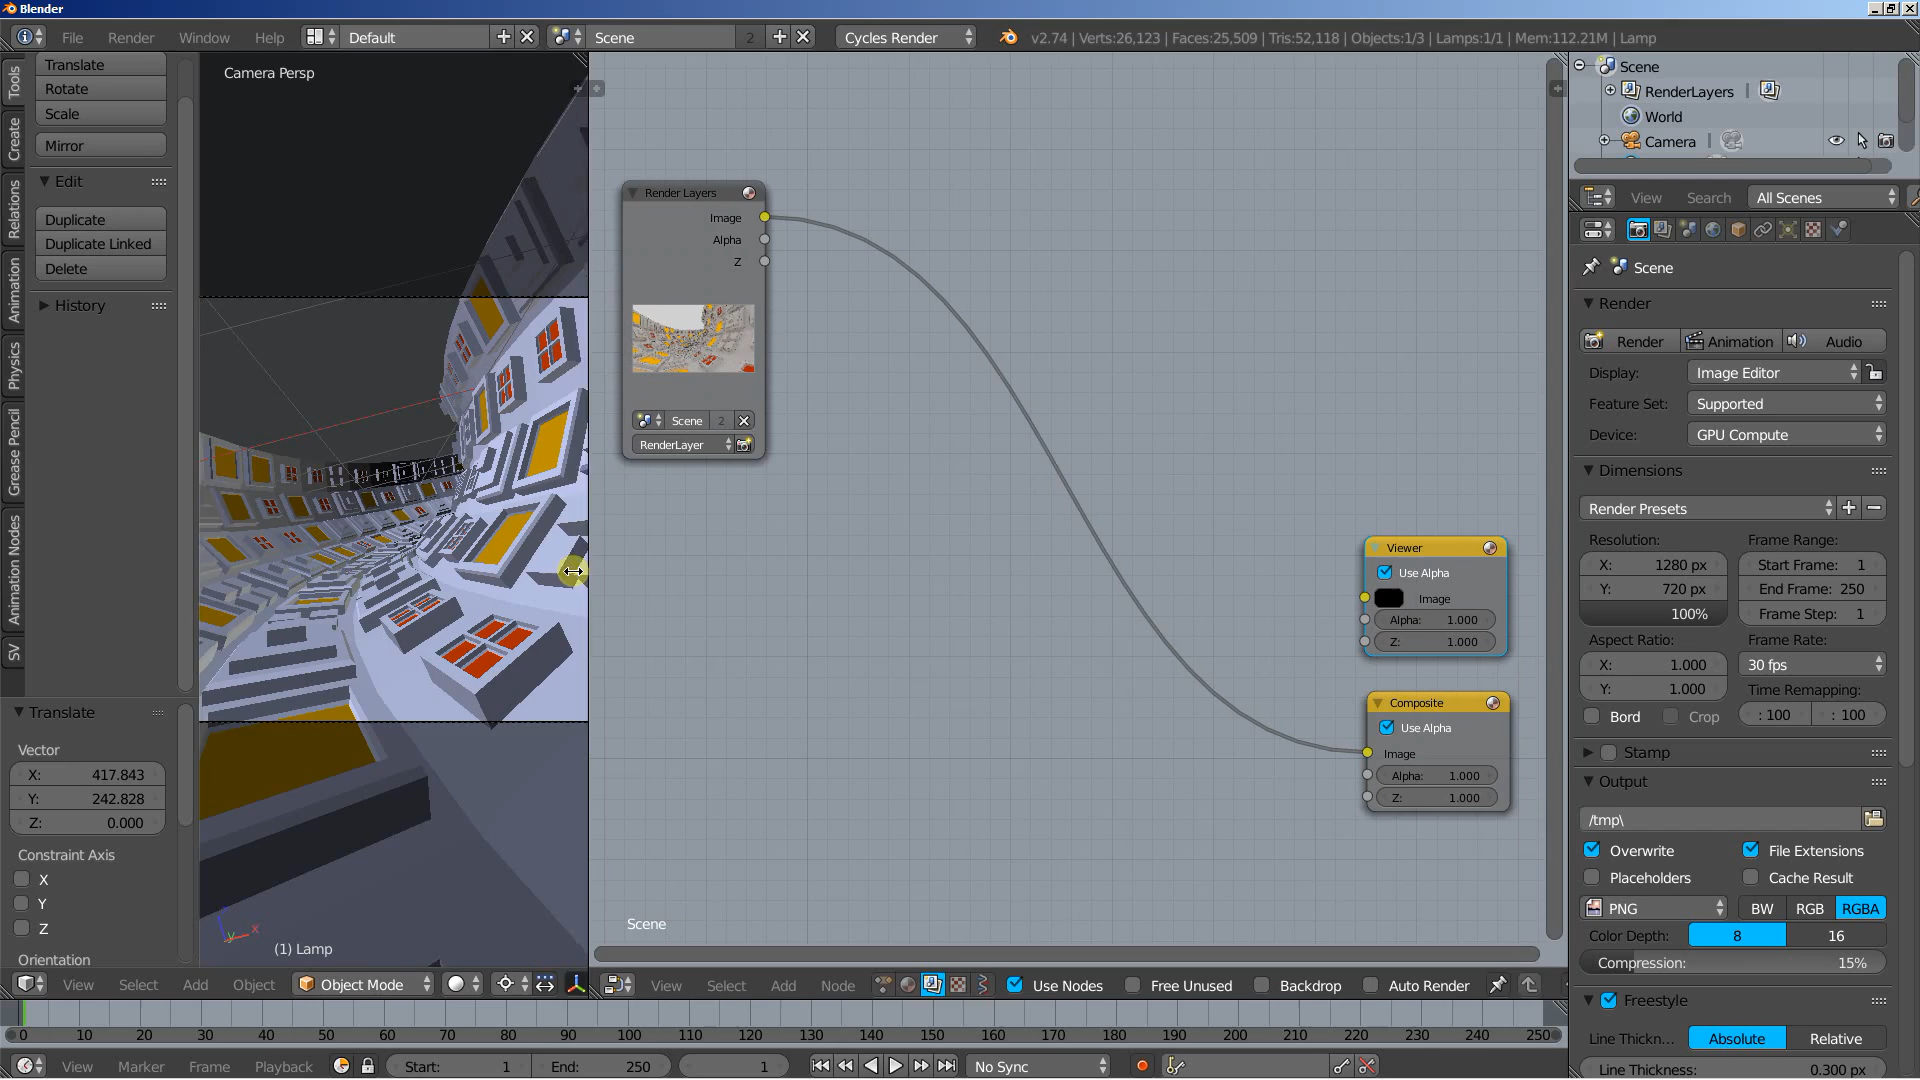 Blender
File
Render
Window
Help
Default
Scene
2
Cycles Render
v2.74 | Verts:26,123 | Faces:25,509 | Tris:52,118 | Objects:1/3 | Lamps:1/1 | Mem:112.21M | Lamp
Tools
Create
Relations
Animation
Physics
Grease Pencil
Animation Nodes
SV
Translate
Rotate
Scale
Mirror
Edit
Duplicate
Duplicate Linked
Delete
History
Translate
Vector
X: 417.843
Y: 242.828
Z: 0.000
Constraint Axis
X
Y
Z
Orientation
Camera Persp
(1) Lamp
View
Select
Add
Object
Object Mode
Render Layers
Image
Alpha
Z
Scene 2
RenderLayer
Viewer
Use Alpha
Image
Alpha: 1.000
Z: 1.000
Composite
Use Alpha
Image
Alpha: 1.000
Z: 1.000
Scene
View
Select
Add
Node
Use Nodes
Free Unused
Backdrop
Auto Render
Scene
RenderLayers
World
Camera
View
Search
All Scenes
Scene
Render
Render
Animation
Audio
Display: Image Editor
Feature Set: Supported
Device: GPU Compute
Dimensions
Render Presets
Resolution:
X: 1280 px
Y: 720 px
100%
Frame Range:
Start Frame: 1
End Frame: 250
Frame Step: 1
Aspect Ratio:
X: 1.000
Y: 1.000
Frame Rate:
30 fps
Time Remapping:
: 100
: 100
Bord
Crop
Stamp
Output
/tmp\
Overwrite
File Extensions
Placeholders
Cache Result
PNG
BW
RGB
RGBA
Color Depth: 8 16
Compression: 15%
Freestyle
Line Thickn... Absolute Relative
Line Thickness: 0.300 px
0 10 20 30 40 50 60 70 80 90 100 110 120 130 140 150 160 170 180 190 200 210 220 230 240 250
View
Marker
Frame
Playback
Start: 1
End: 250
1
No Sync